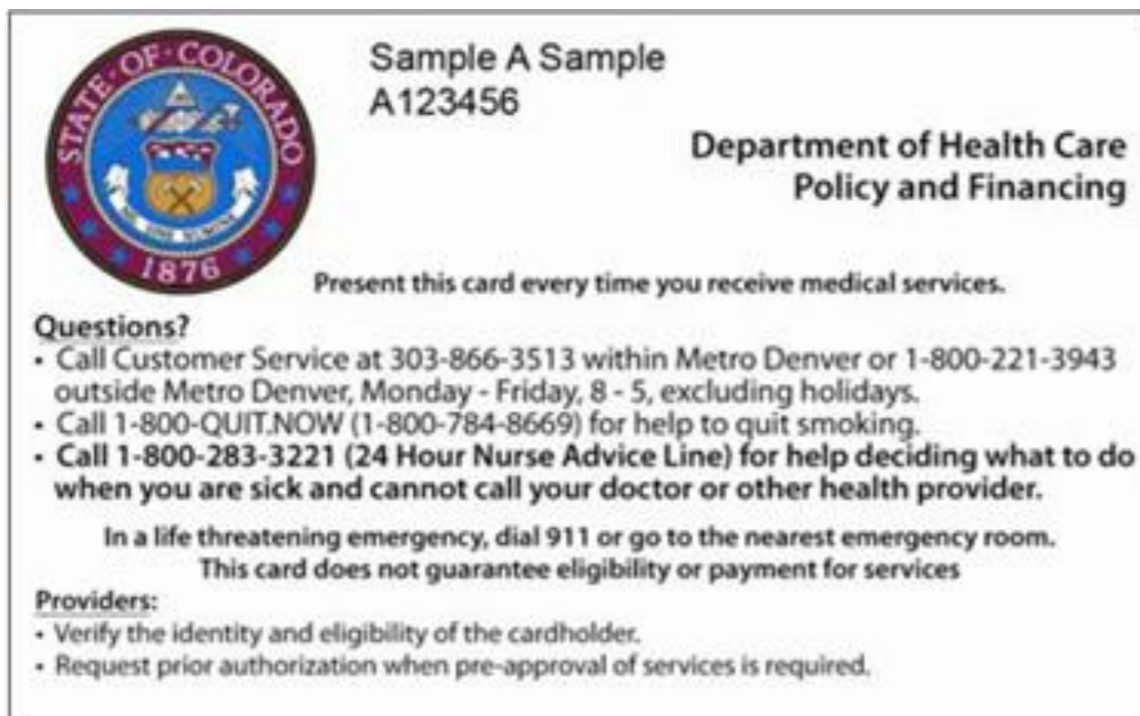 STATE OF COLORADO
NIL SINE NUMINE
1876
Sample A Sample
A123456
Department of Health Care
Policy and Financing
Present this card every time you receive medical services.
Questions?
• Call Customer Service at 303-866-3513 within Metro Denver or 1-800-221-3943
outside Metro Denver, Monday - Friday, 8 - 5, excluding holidays.
• Call 1-800-QUIT.NOW (1-800-784-8669) for help to quit smoking.
• Call 1-800-283-3221 (24 Hour Nurse Advice Line) for help deciding what to do
when you are sick and cannot call your doctor or other health provider.
In a life threatening emergency, dial 911 or go to the nearest emergency room.
This card does not guarantee eligibility or payment for services
Providers:
• Verify the identity and eligibility of the cardholder.
• Request prior authorization when pre-approval of services is required.